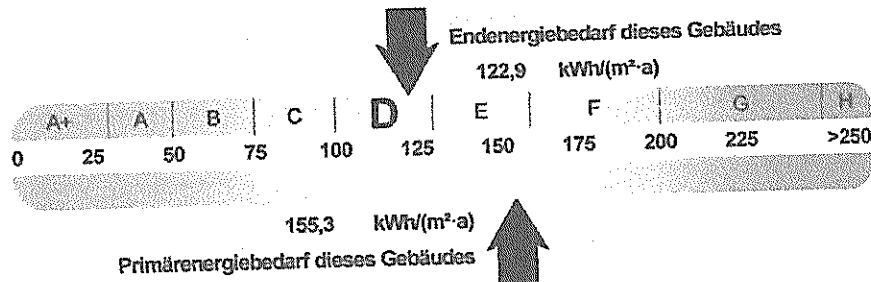 Endenergiebedarf dieses Gebäudes
122,9 kWh/(m²·a)
A+ A B C D E F G H
0 25 50 75 100 125 150 175 200 225 >250
155,3 kWh/(m²·a)
Primärenergiebedarf dieses Gebäudes